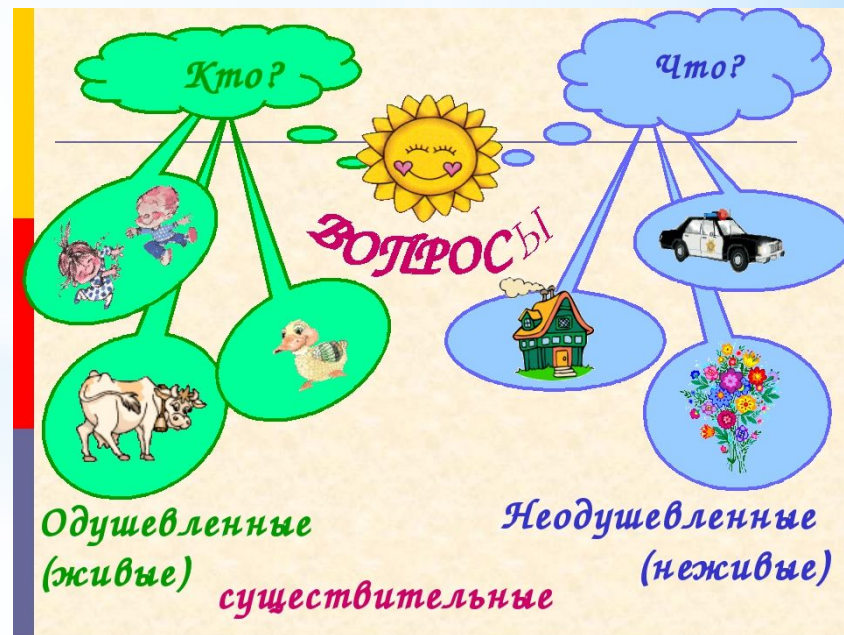 Кто?
Что?
ВОПРОСЫ
Одушевленные
(живые)
Неодушевленные
(неживые)
существительные